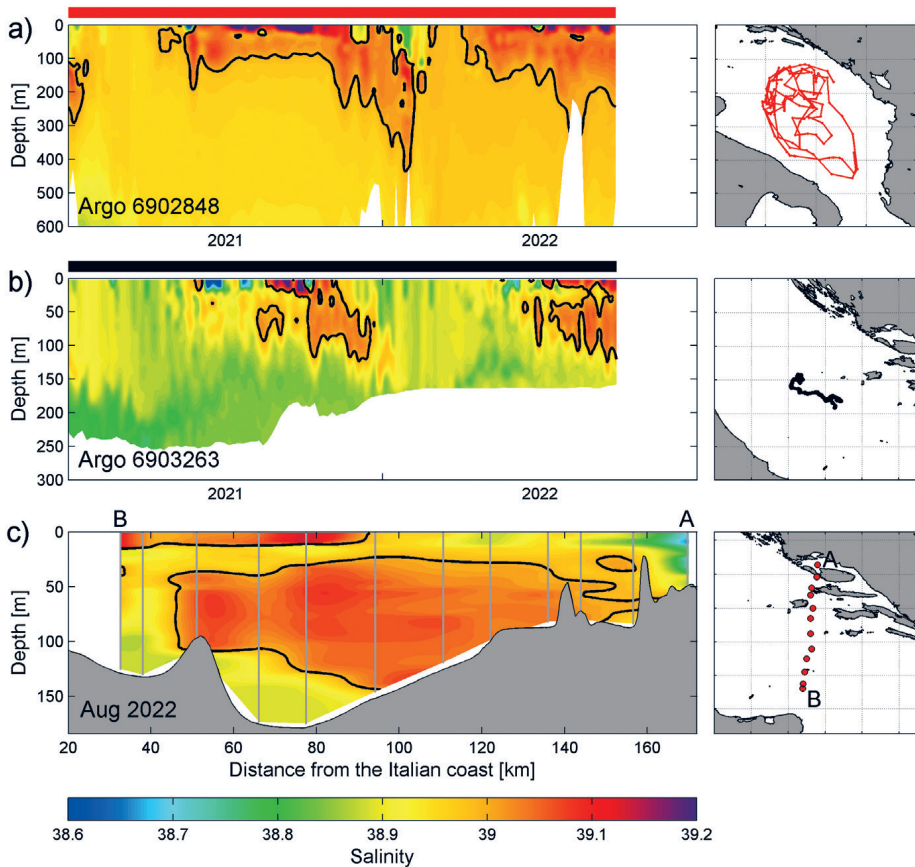 a)
0
100
200
300
400
500
600
Depth [m]
Argo 6902848
2021 2022
b)
0
50
100
150
200
250
300
Depth [m]
Argo 6903263
2021 2022
c)
B A
0
50
100
150
Depth [m]
Aug 2022
20 40 60 80 100 120 140 160
Distance from the Italian coast [km]
A
B
38.6 38.7 38.8 38.9 39 39.1 39.2
Salinity